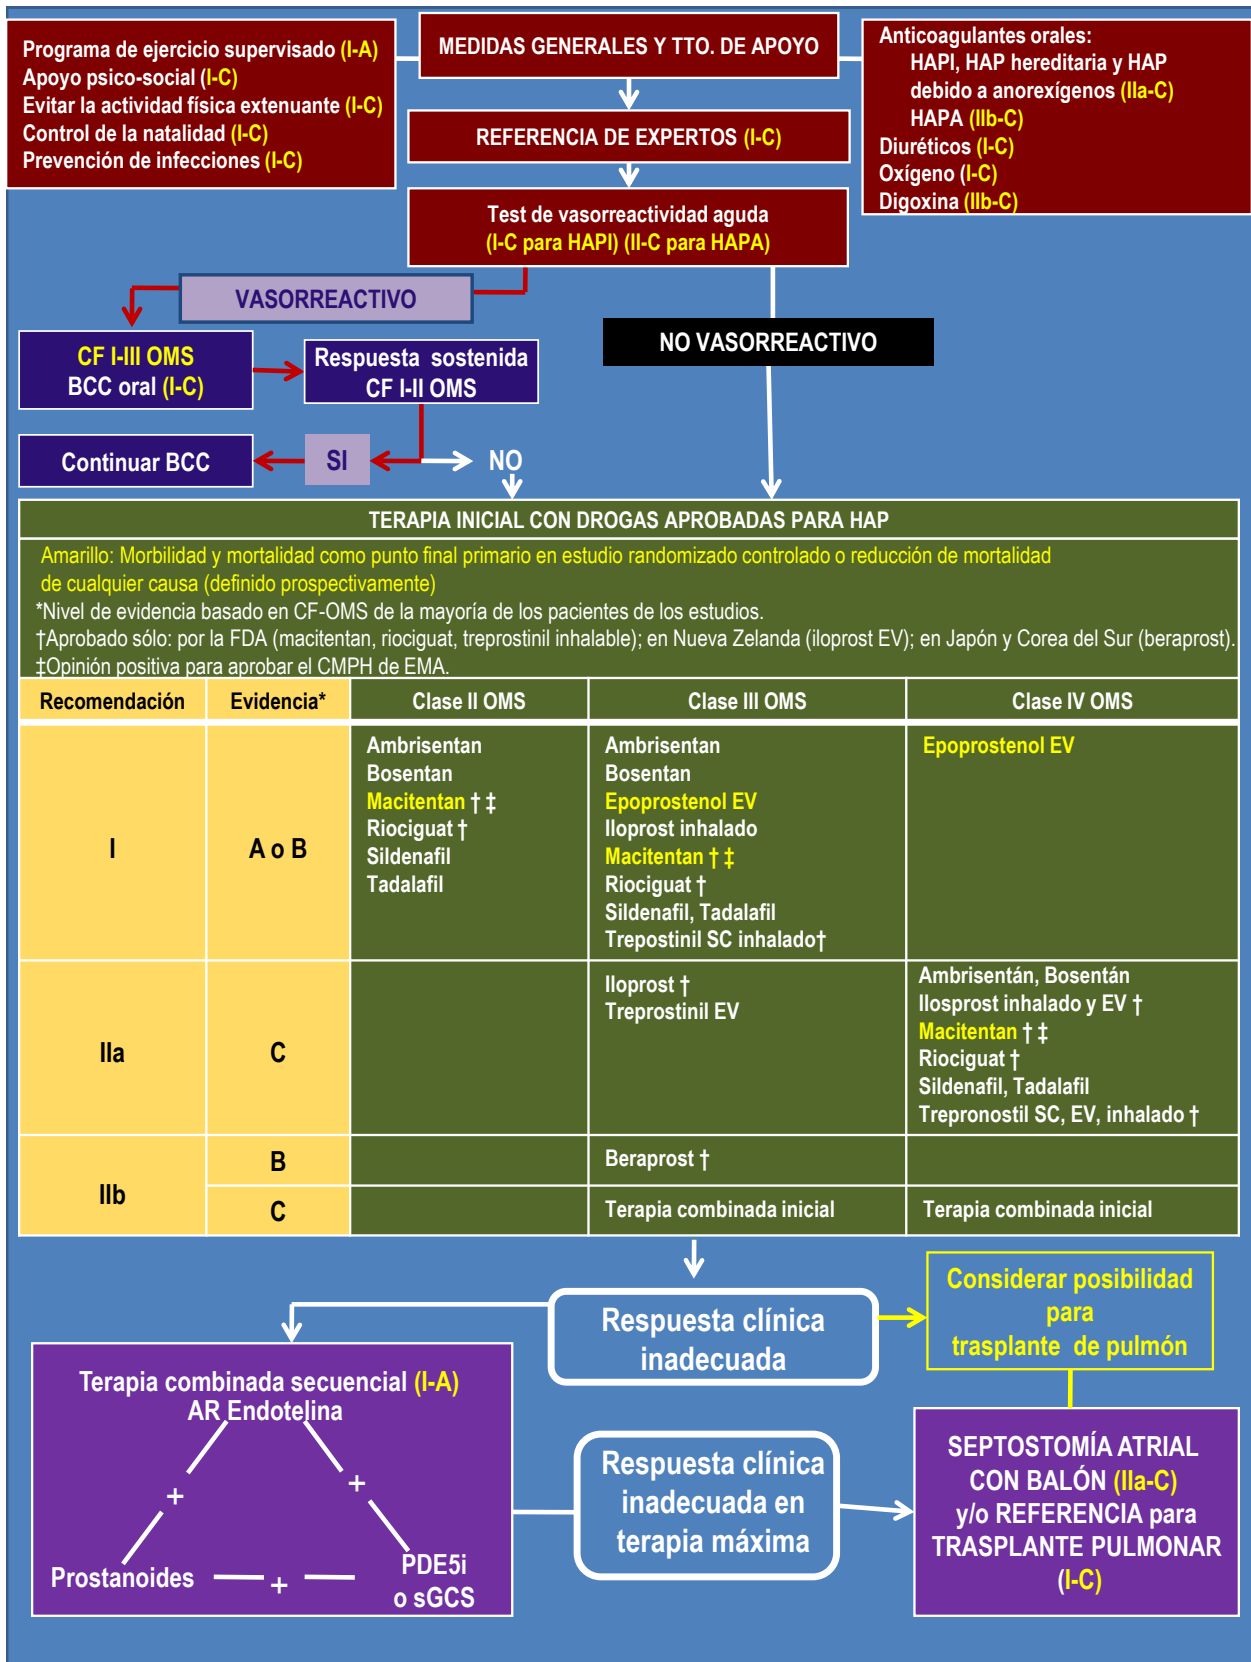 Programa de ejercicio supervisado (I-A)
Apoyo psico-social (I-C)
Evitar la actividad física extenuante (I-C)
Control de la natalidad (I-C)
Prevención de infecciones (I-C)
MEDIDAS GENERALES Y TTO. DE APOYO
Anticoagulantes orales:
HAPI, HAP hereditaria y HAP
debido a anorexígenos (IIa-C)
HAPA (IIb-C)
Diuréticos (I-C)
Oxígeno (I-C)
Digoxina (IIb-C)
REFERENCIA DE EXPERTOS (I-C)
Test de vasorreactividad aguda
(I-C para HAPI) (II-C para HAPA)
VASORREACTIVO
NO VASORREACTIVO
CF I-III OMS
BCC oral (I-C)
Respuesta sostenida
CF I-II OMS
Continuar BCC
SI
NO
TERAPIA INICIAL CON DROGAS APROBADAS PARA HAP
Amarillo: Morbilidad y mortalidad como punto final primario en estudio randomizado controlado o reducción de mortalidad
de cualquier causa (definido prospectivamente)
*Nivel de evidencia basado en CF-OMS de la mayoría de los pacientes de los estudios.
†Aprobado sólo: por la FDA (macitentan, riociguat, treprostinil inhalable); en Nueva Zelanda (iloprost EV); en Japón y Corea del Sur (beraprost).
‡Opinión positiva para aprobar el CMPH de EMA.
Recomendación Evidencia* Clase II OMS Clase III OMS Clase IV OMS
I
A o B
Ambrisentan
Bosentan
Macitentan † ‡
Riociguat †
Sildenafil
Tadalafil
Ambrisentan
Bosentan
Epoprostenol EV
Iloprost inhalado
Macitentan † ‡
Riociguat †
Sildenafil, Tadalafil
Trepostinil SC inhalado†
Epoprostenol EV
IIa
C
Iloprost †
Treprostinil EV
Ambrisentán, Bosentán
Ilosprost inhalado y EV †
Macitentan † ‡
Riociguat †
Sildenafil, Tadalafil
Trepronostil SC, EV, inhalado †
IIb
B
Beraprost †
C
Terapia combinada inicial
Terapia combinada inicial
Respuesta clínica
inadecuada
Considerar posibilidad
para
trasplante de pulmón
Terapia combinada secuencial (I-A)
AR Endotelina
+
+
Prostanoides
+
PDE5i
o sGCS
Respuesta clínica
inadecuada en
terapia máxima
SEPTOSTOMÍA ATRIAL
CON BALÓN (IIa-C)
y/o REFERENCIA para
TRASPLANTE PULMONAR
(I-C)